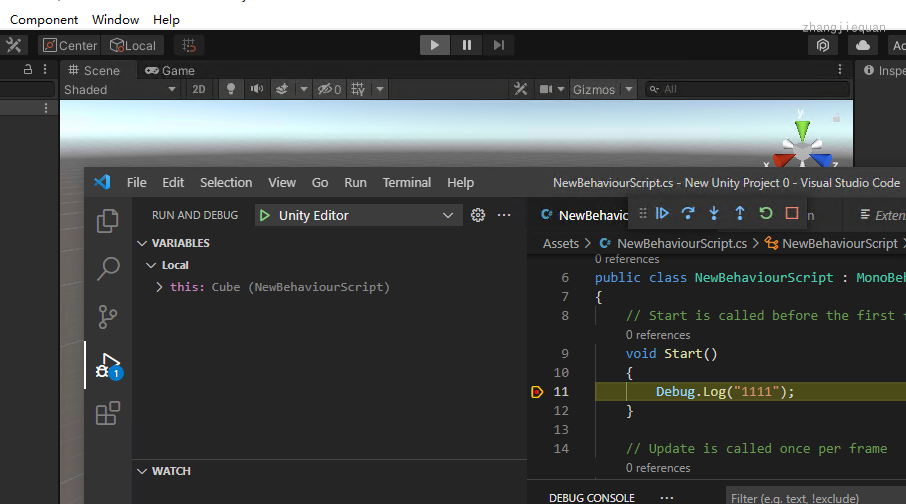 Component Window Help
zhangjiequan
Center Local
Scene Game Inspe
Shaded 2D 0 Gizmos All
File Edit Selection View Go Run Terminal Help NewBehaviourScript.cs - New Unity Project 0 - Visual Studio Code
RUN AND DEBUG Unity Editor NewBehavio n Exten
VARIABLES Assets > NewBehaviourScript.cs > NewBehaviourScript >
0 references
Local 6 public class NewBehaviourScript : MonoBeh
this: Cube (NewBehaviourScript) 7 {
8 // Start is called before the first f
0 references
9 void Start()
1 10 {
11 Debug.Log("1111");
12 }
13
14 // Update is called once per frame
WATCH 0 references
DEBUG CONSOLE ... Filter (e.g. text, !exclude)